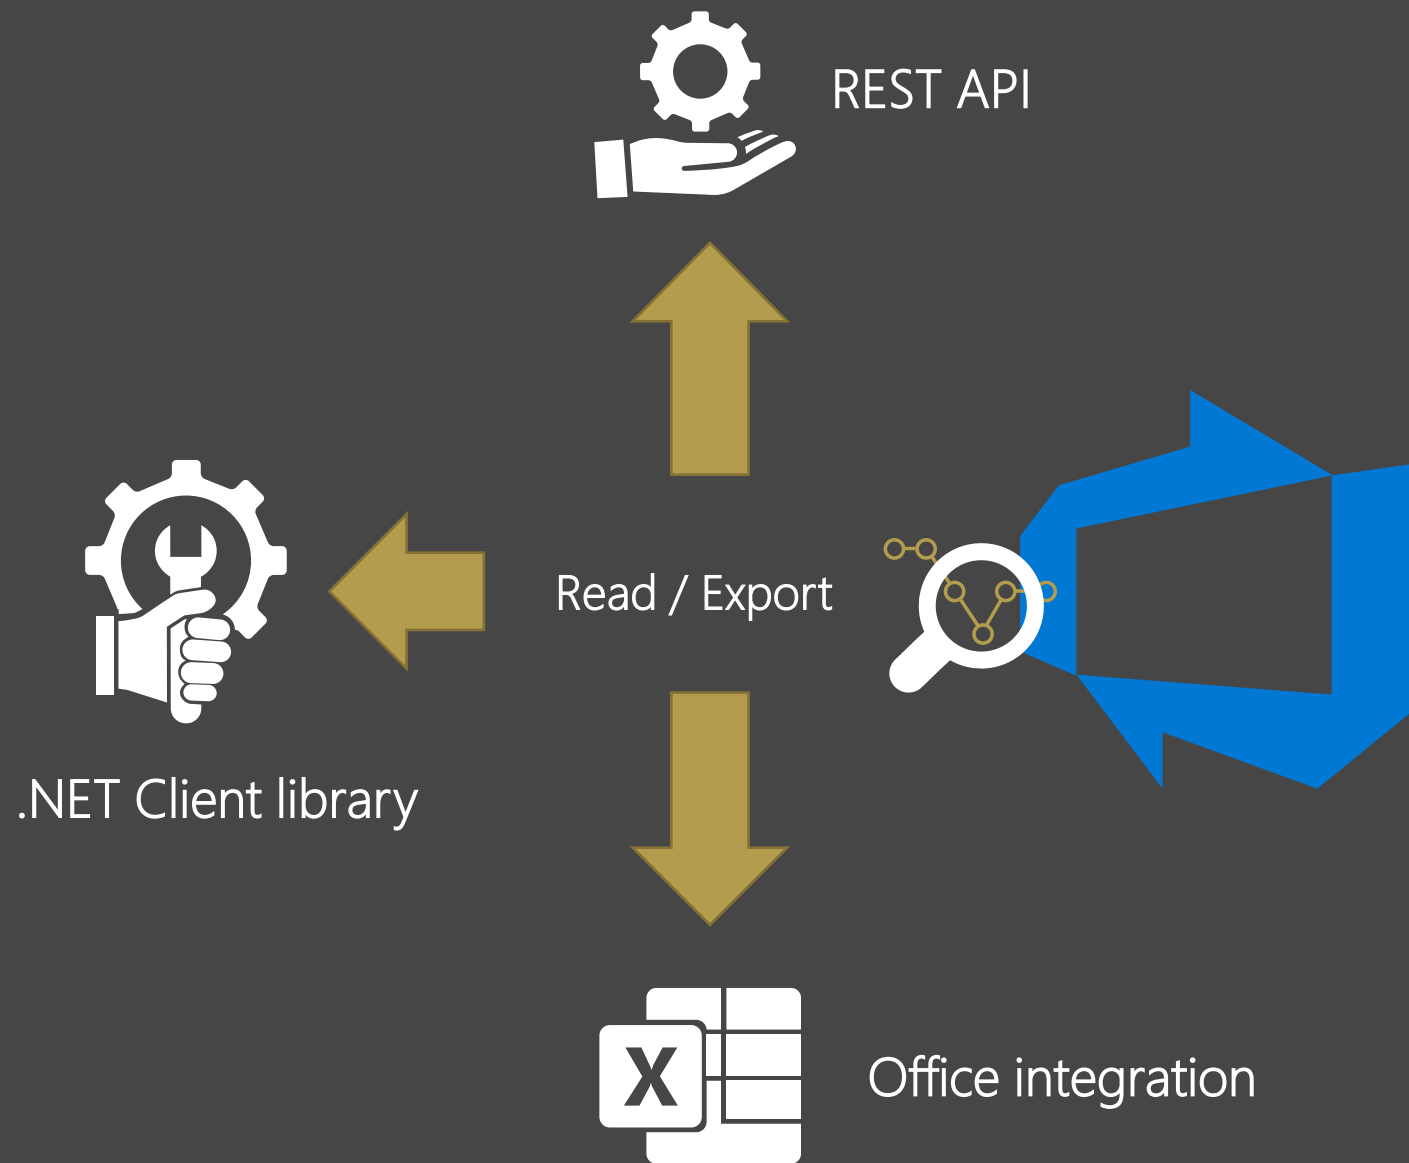 REST API
Read / Export
.NET Client library
X
Office integration